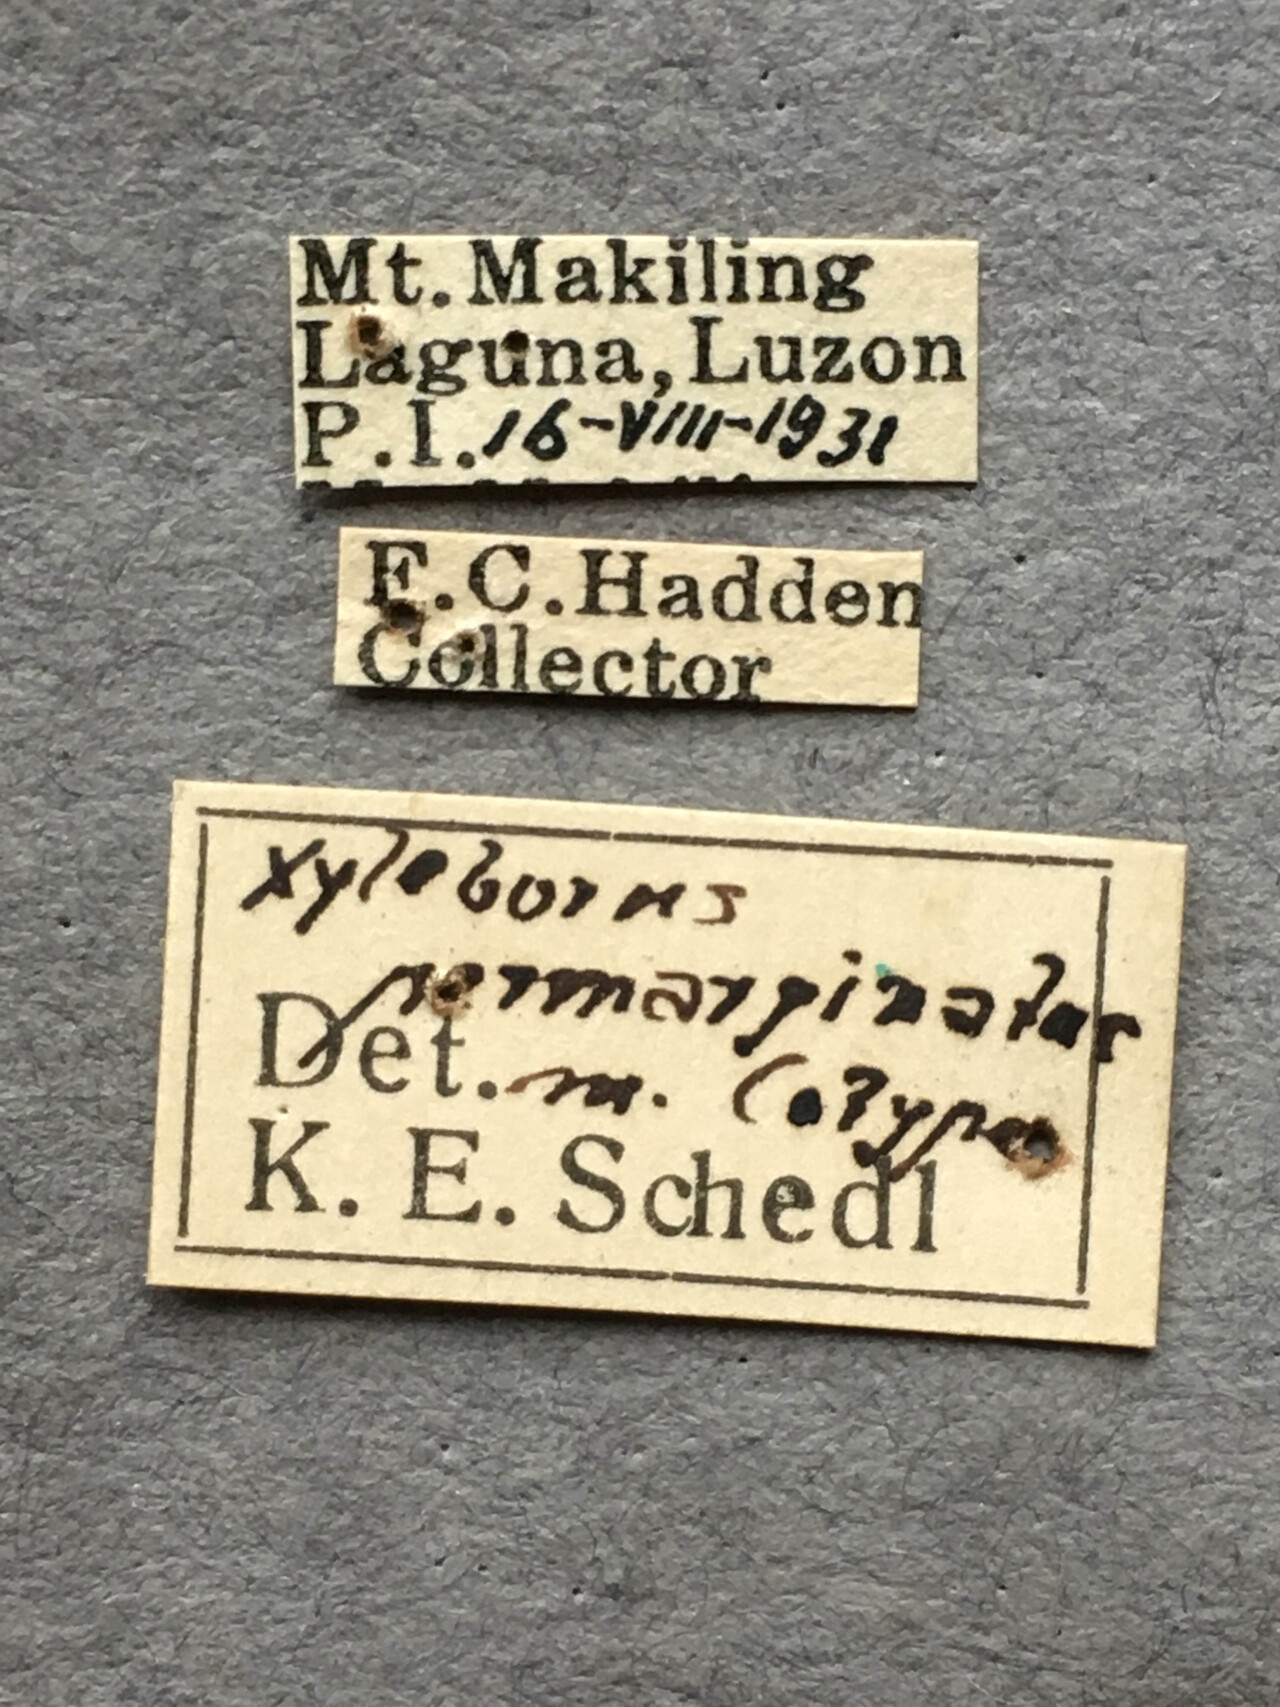 Mt. Makiling
Laguna, Luzon
P.I. 16-VIII-1931
F.C. Hadden
Collector
Xyleborus
permarginatus
Det. m. Cotype
K. E. Schedl